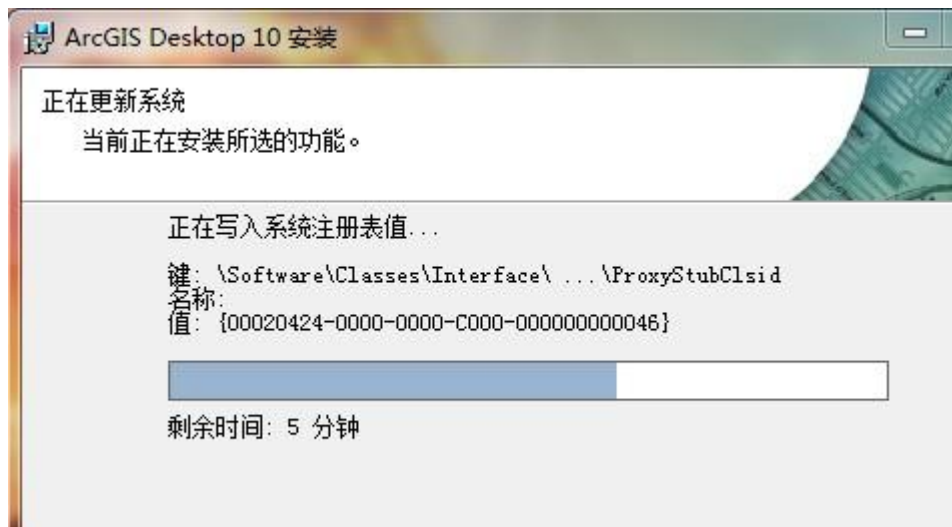 ArcGIS Desktop 10 安装
正在更新系统
当前正在安装所选的功能。
正在写入系统注册表值...
键: \Software\Classes\Interface\ ...\ProxyStubClsid
名称:
值: {00020424-0000-0000-C000-000000000046}
剩余时间: 5 分钟